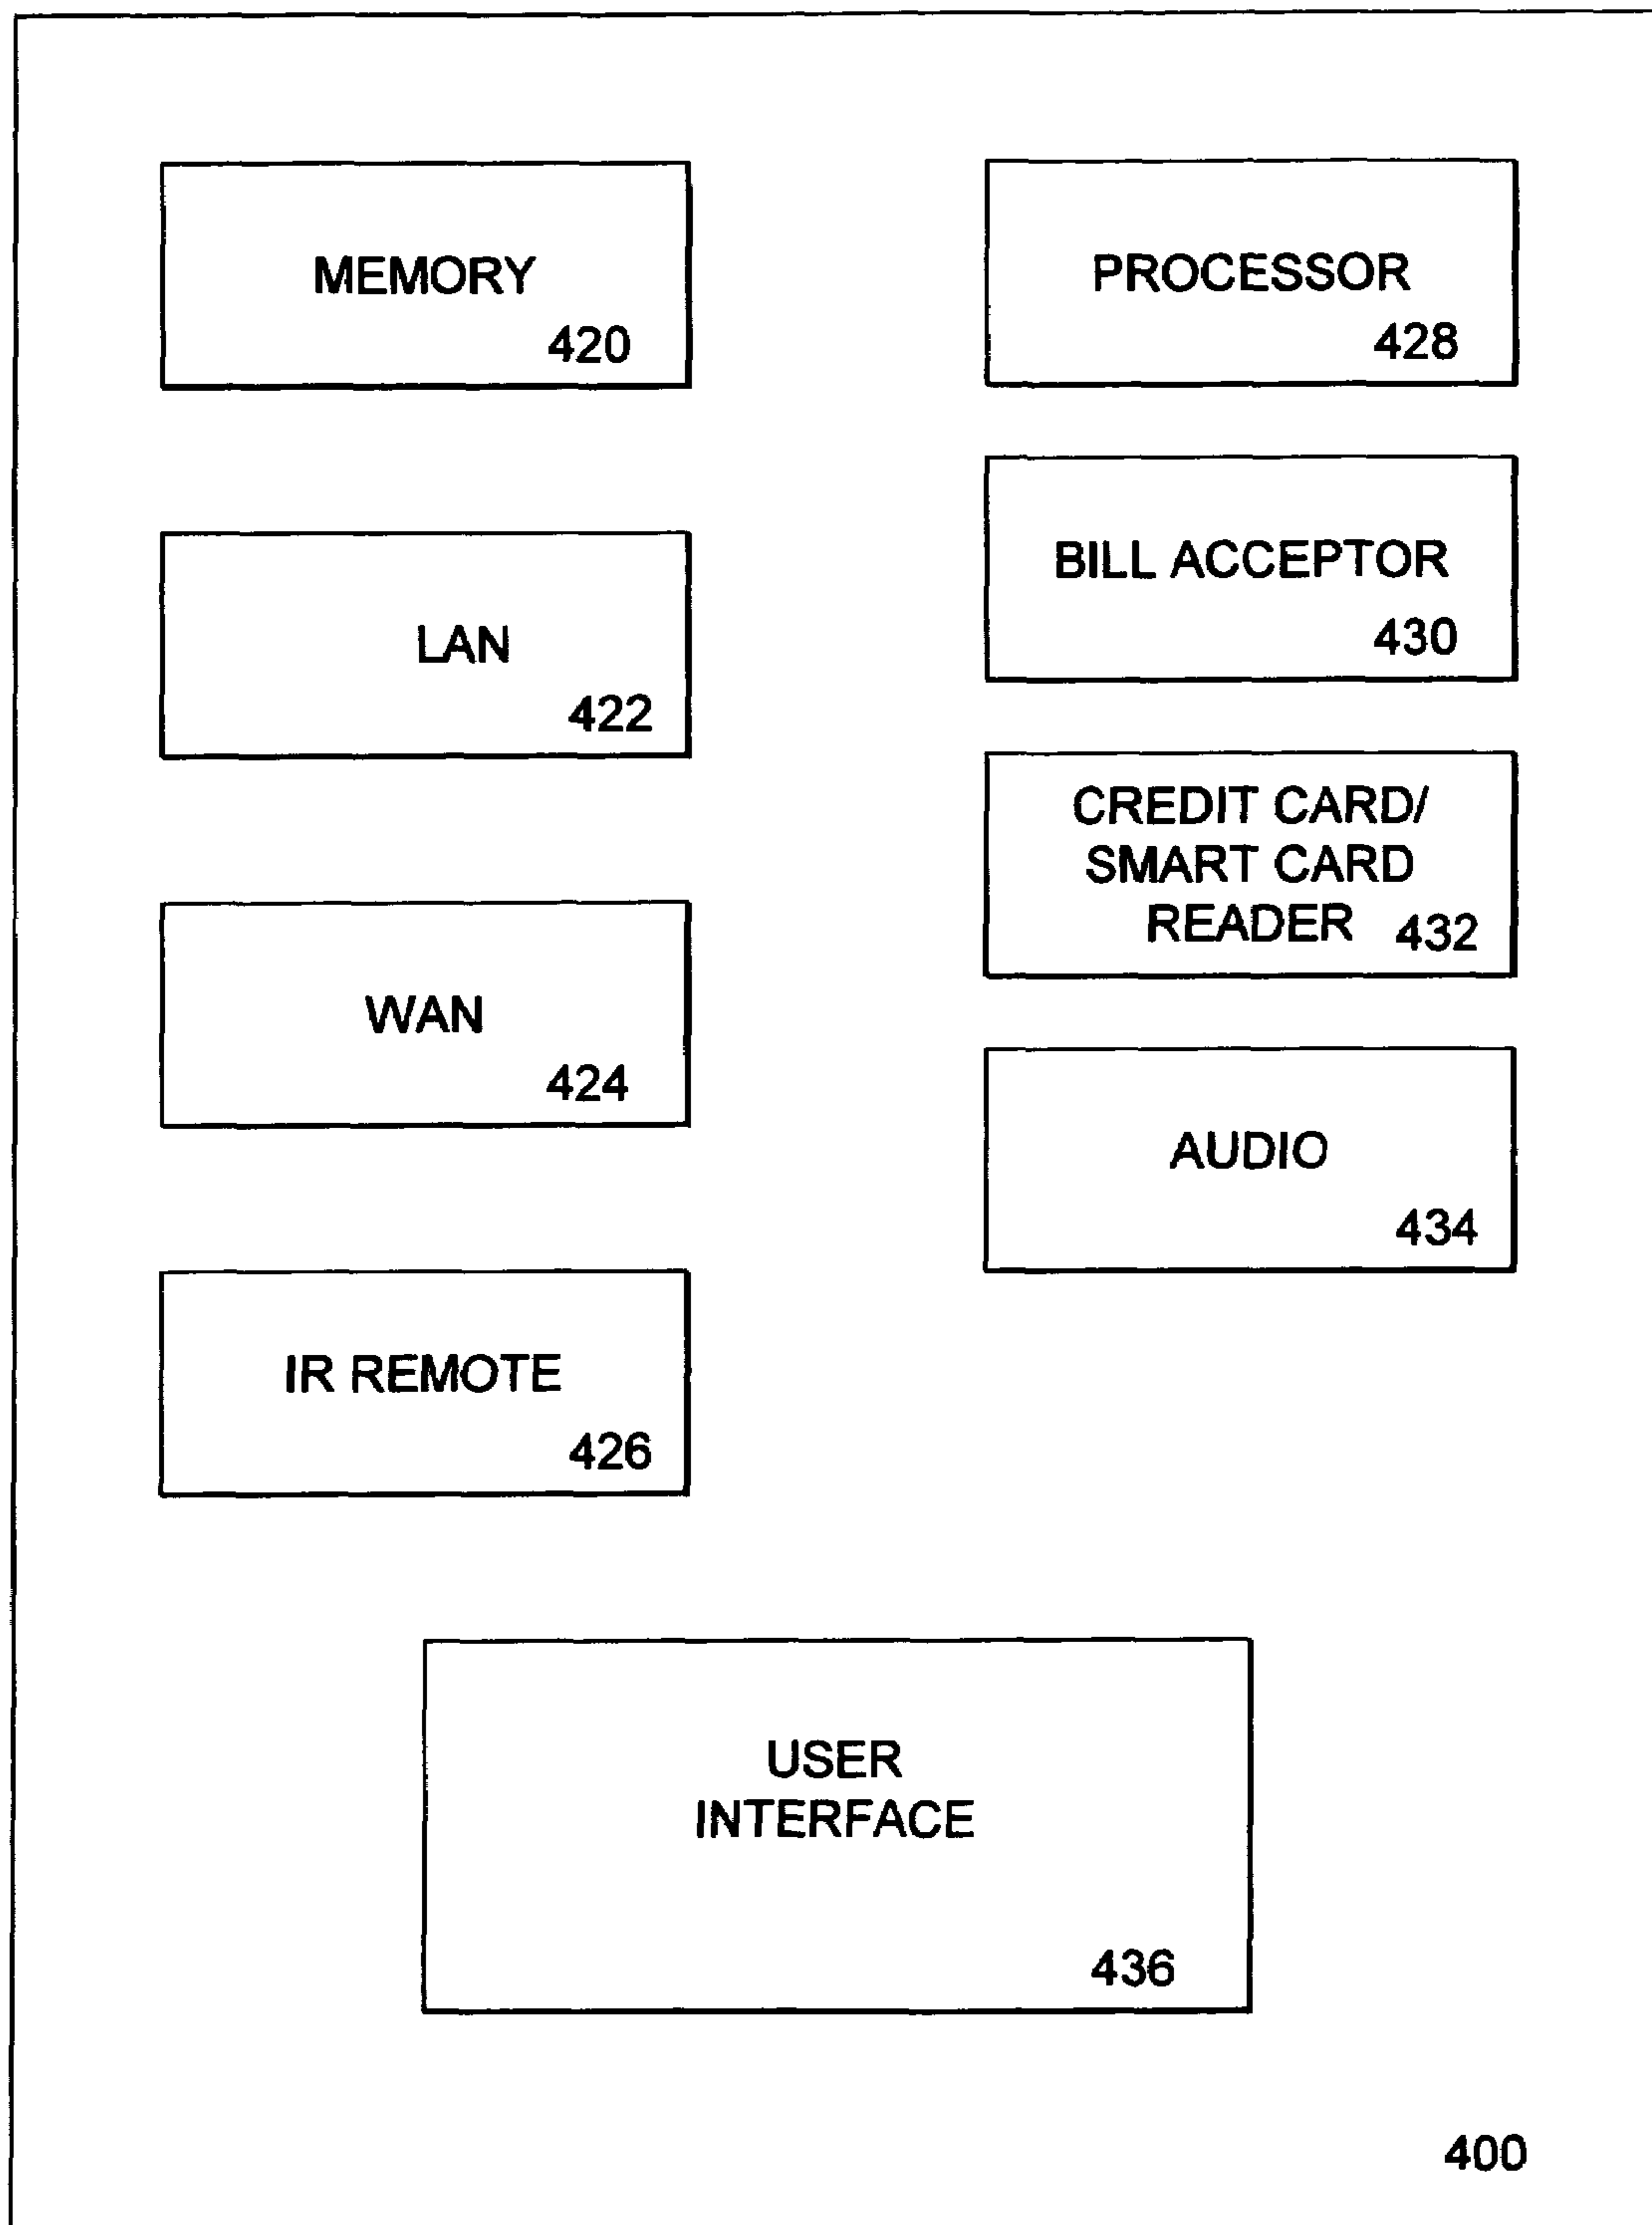 MEMORY
420
LAN
422
WAN
424
IR REMOTE
426
PROCESSOR
428
BILL ACCEPTOR
430
CREDIT CARD/
SMART CARD
READER 432
AUDIO
434
USER
INTERFACE
436
400